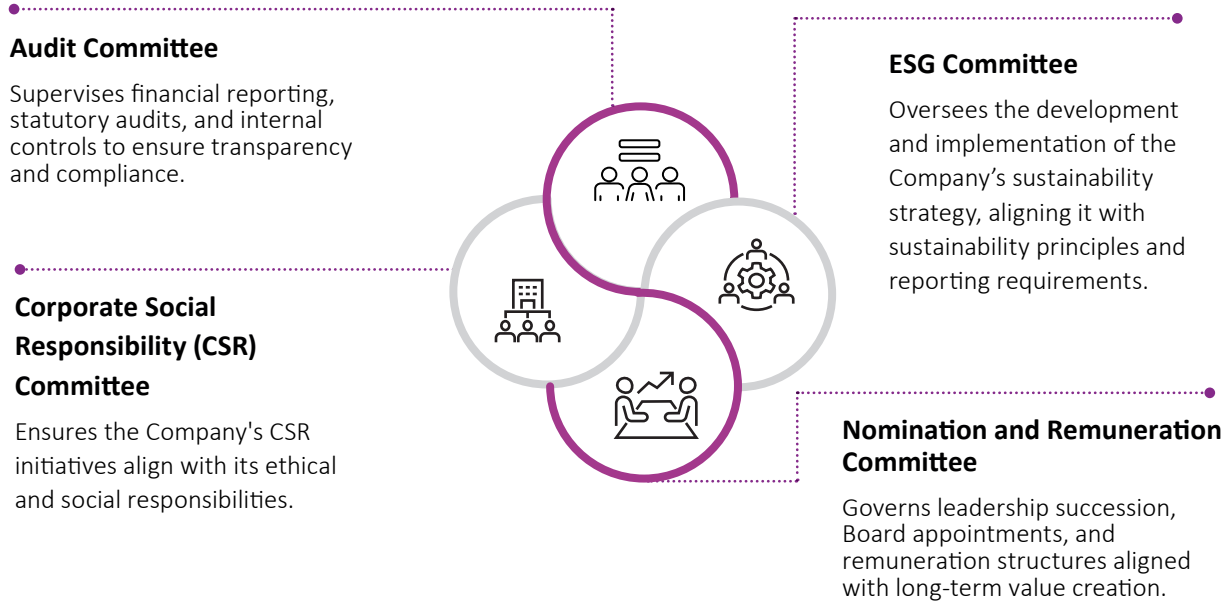 Audit Committee
Supervises financial reporting,
statutory audits, and internal
controls to ensure transparency
and compliance.
Corporate Social
Responsibility (CSR)
Committee
Ensures the Company's CSR
initiatives align with its ethical
and social responsibilities.
ESG Committee
Oversees the development
and implementation of the
Company’s sustainability
strategy, aligning it with
sustainability principles and
reporting requirements.
Nomination and Remuneration
Committee
Governs leadership succession,
Board appointments, and
remuneration structures aligned
with long-term value creation.